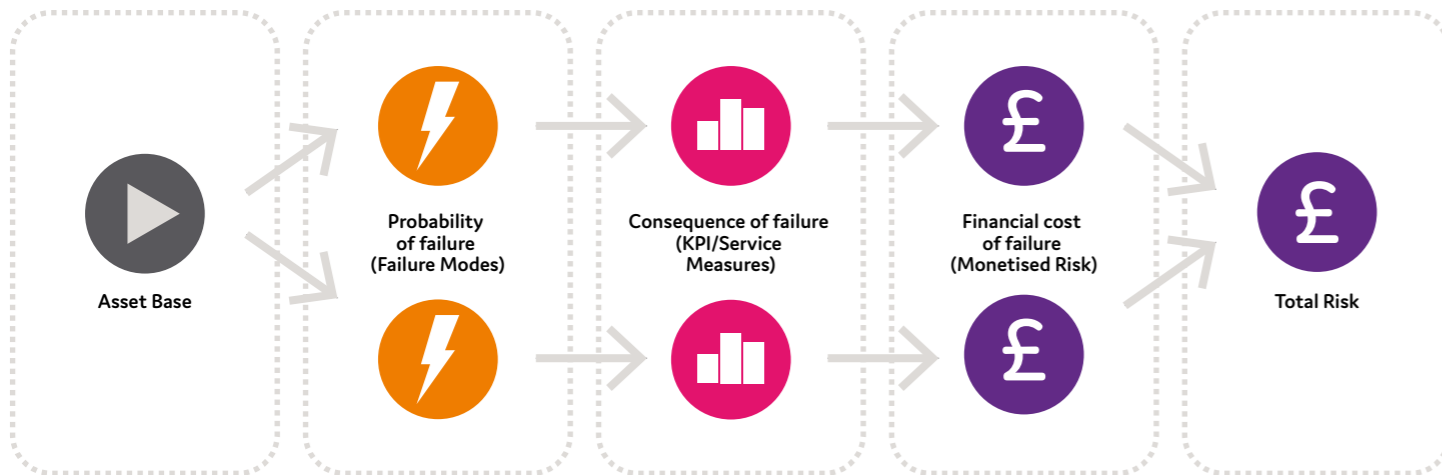 Asset Base
Probability
of failure
(Failure Modes)
Consequence of failure
(KPI/Service
Measures)
Financial cost
of failure
(Monetised Risk)
Total Risk
£
£
£